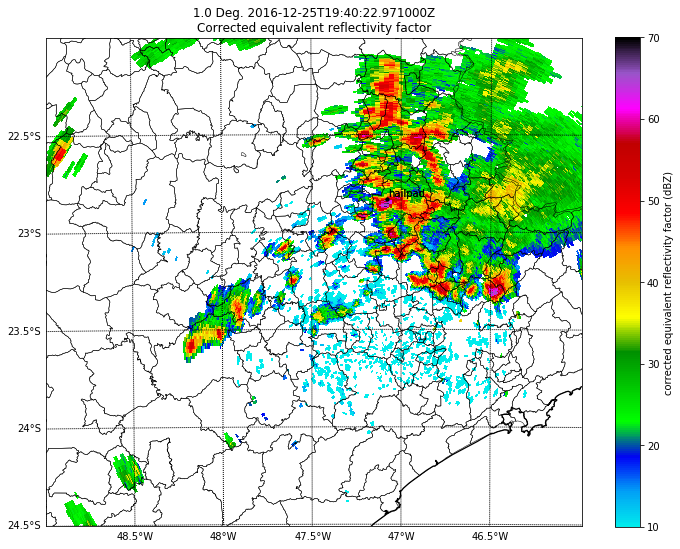 1.0 Deg. 2016-12-25T19:40:22.971000Z
Corrected equivalent reflectivity factor
22.5°S
23°S
23.5°S
24°S
24.5°S
48.5°W
48°W
47.5°W
47°W
46.5°W
hailpad
70
60
50
40
30
20
10
corrected equivalent reflectivity factor (dBZ)